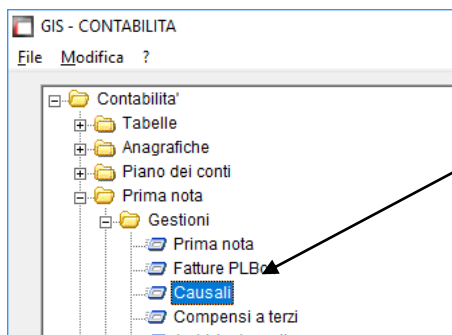 GIS - CONTABILITA
File Modifica ?
Contabilita'
Tabelle
Anagrafiche
Piano dei conti
Prima nota
Gestioni
Prima nota
Fatture
Causali
Compensi a terzi